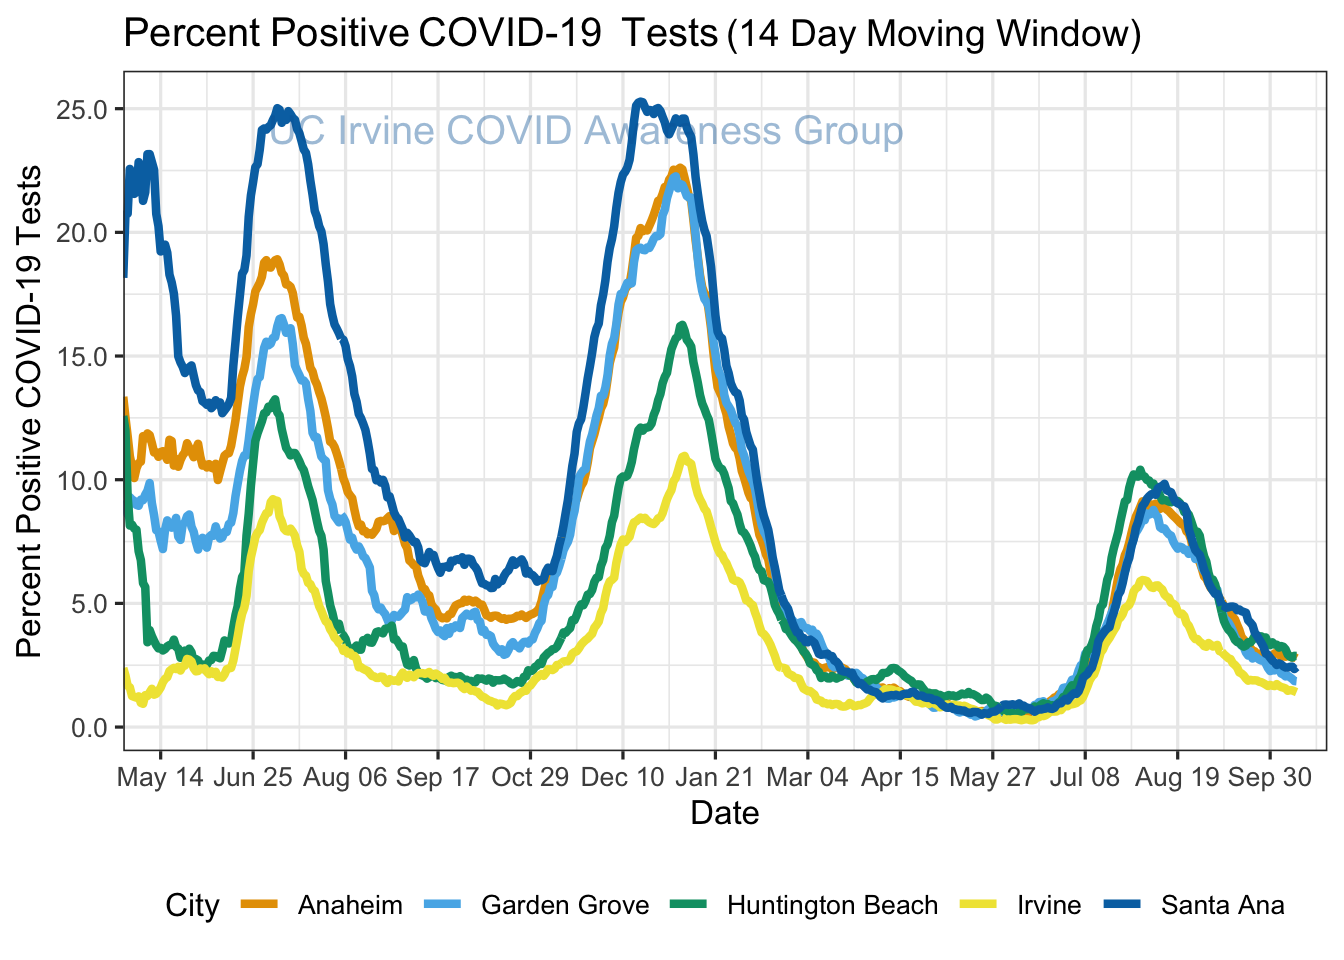 Percent Positive COVID-19 Tests (14 Day Moving Window)
UC Irvine COVID Awareness Group
Percent Positive COVID-19 Tests
25.0
20.0
15.0
10.0
5.0
0.0
May 14 Jun 25 Aug 06 Sep 17 Oct 29 Dec 10 Jan 21 Mar 04 Apr 15 May 27 Jul 08 Aug 19 Sep 30
Date
City Anaheim Garden Grove Huntington Beach Irvine Santa Ana